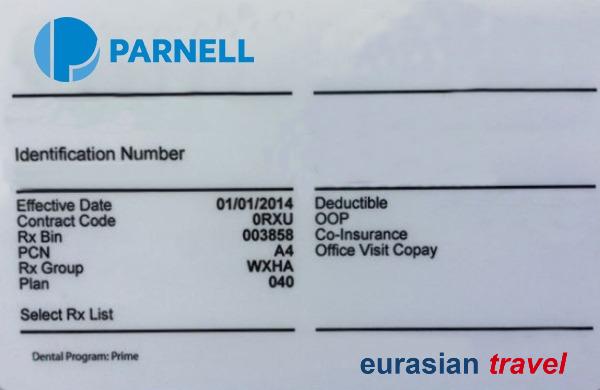 PARNELL
Identification Number
Effective Date 01/01/2014
Contract Code 0RXU
Rx Bin 003858
PCN A4
Rx Group WXHA
Plan 040
Select Rx List
Deductible
OOP
Co-Insurance
Office Visit Copay
Dental Program: Prime
eurasian travel